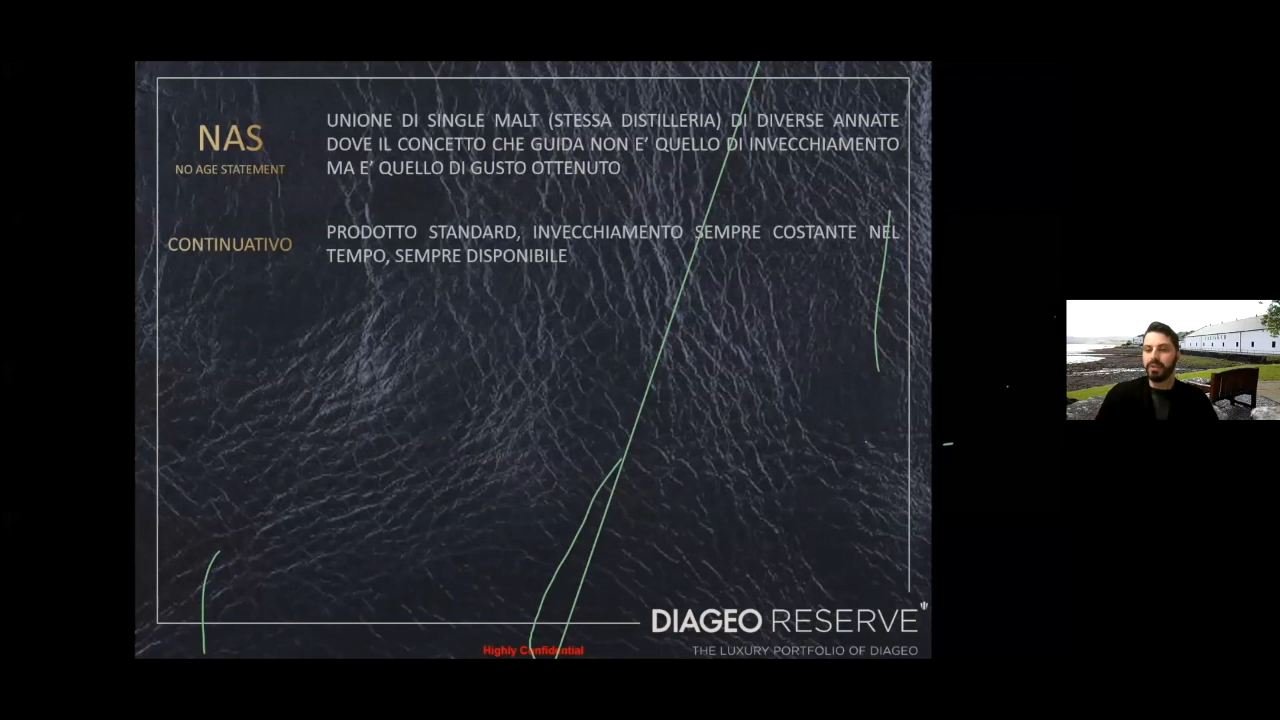 NAS
NO AGE STATEMENT
UNIONE DI SINGLE MALT (STESSA DISTILLERIA) DI DIVERSE ANNATE
DOVE IL CONCETTO CHE GUIDA NON E’ QUELLO DI INVECCHIAMENTO
MA E’ QUELLO DI GUSTO OTTENUTO
CONTINUATIVO
PRODOTTO STANDARD, INVECCHIAMENTO SEMPRE COSTANTE NEL
TEMPO, SEMPRE DISPONIBILE
DIAGEO RESERVE
Highly Confidential
THE LUXURY PORTFOLIO OF DIAGEO